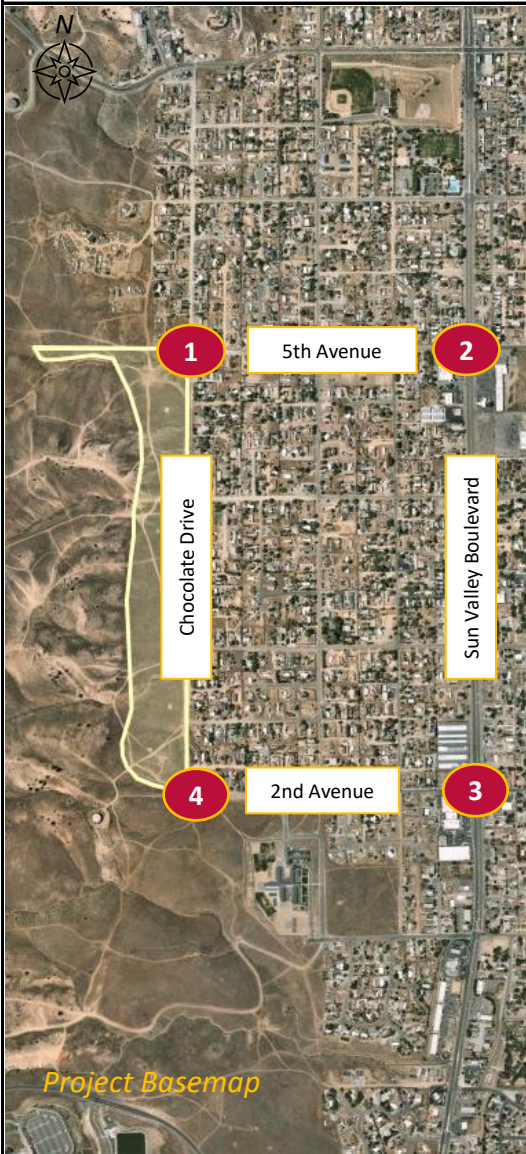 N
1
5th Avenue
2
Chocolate Drive
Sun Valley Boulevard
4
2nd Avenue
3
Project Basemap